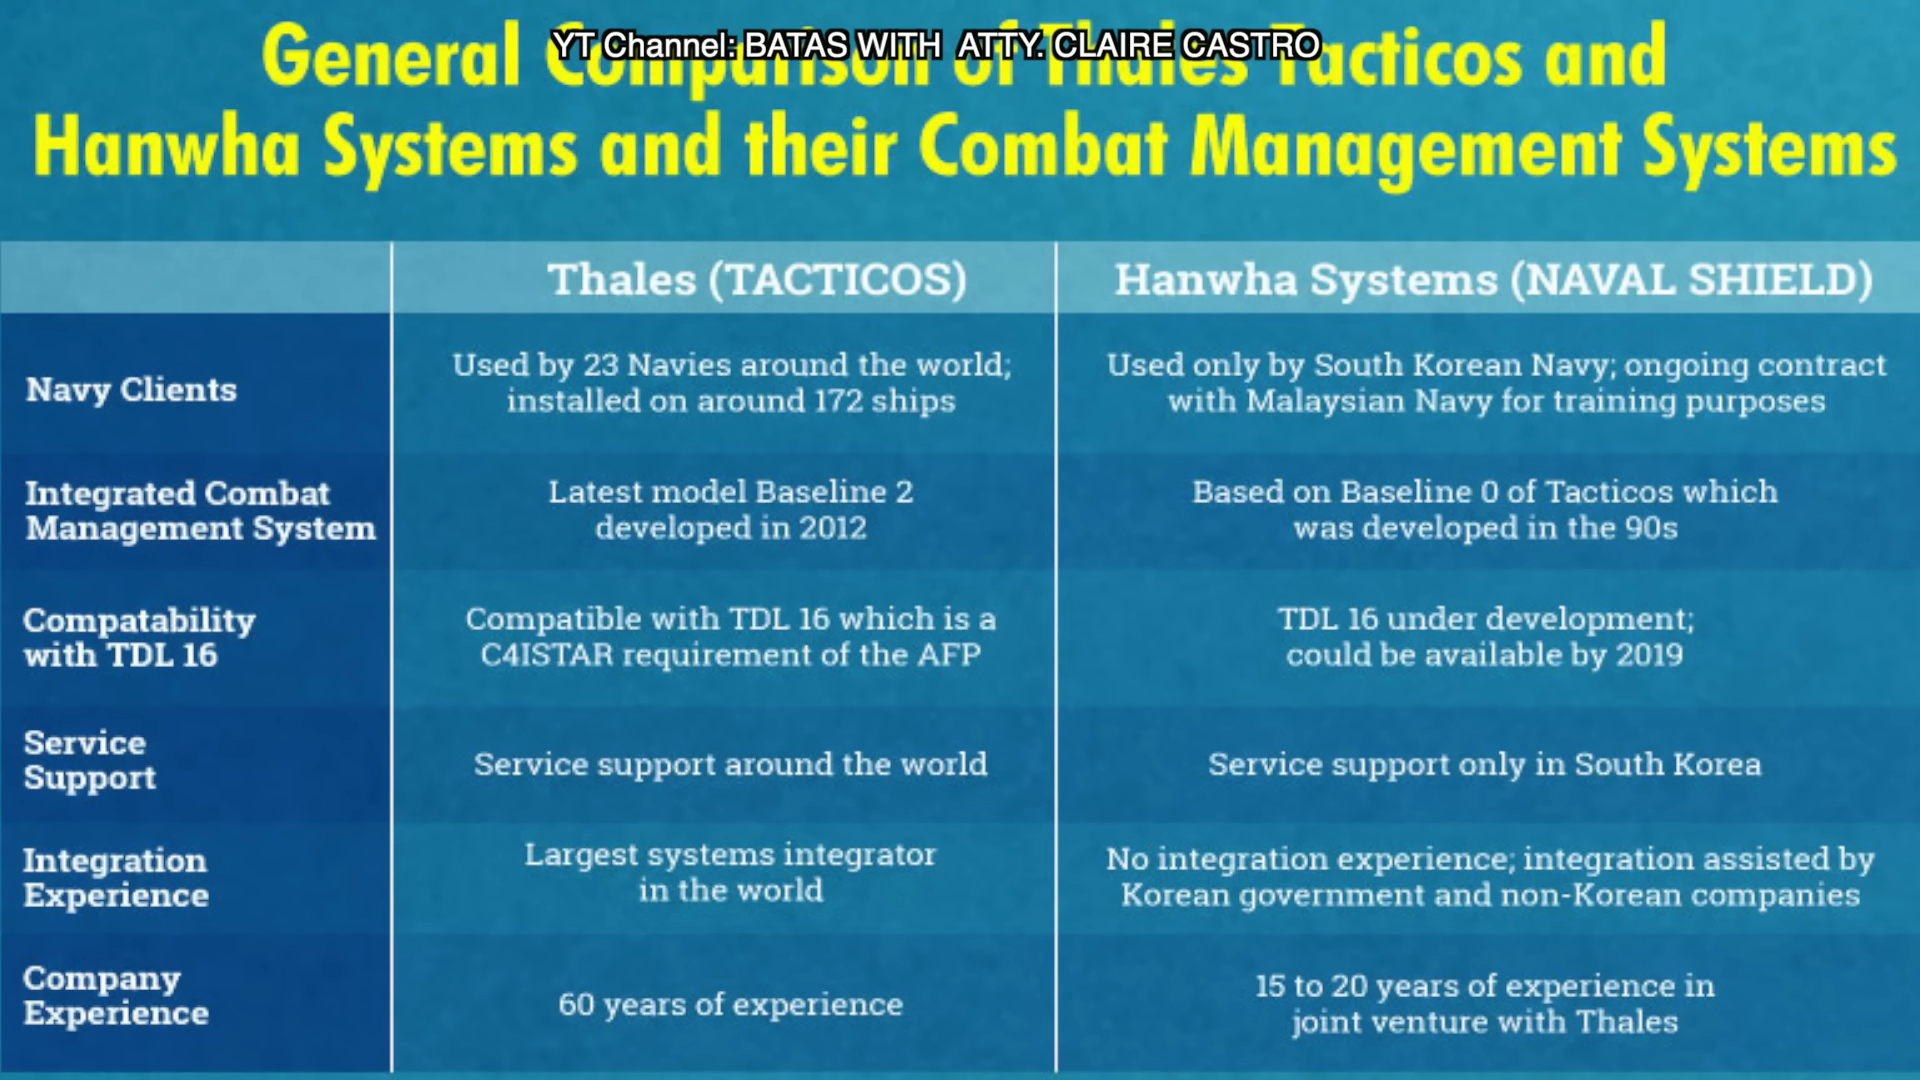 YT Channel: BATAS WITH ATTY. CLAIRE CASTRO
General Comparison of Thales Tacticos and
Hanwha Systems and their Combat Management Systems
Thales (TACTICOS)
Hanwha Systems (NAVAL SHIELD)
Navy Clients
Used by 23 Navies around the world;
installed on around 172 ships
Used only by South Korean Navy; ongoing contract
with Malaysian Navy for training purposes
Integrated Combat
Management System
Latest model Baseline 2
developed in 2012
Based on Baseline 0 of Tacticos which
was developed in the 90s
Compatability
with TDL 16
Compatible with TDL 16 which is a
C4ISTAR requirement of the AFP
TDL 16 under development;
could be available by 2019
Service
Support
Service support around the world
Service support only in South Korea
Integration
Experience
Largest systems integrator
in the world
No integration experience; integration assisted by
Korean government and non-Korean companies
Company
Experience
60 years of experience
15 to 20 years of experience in
joint venture with Thales